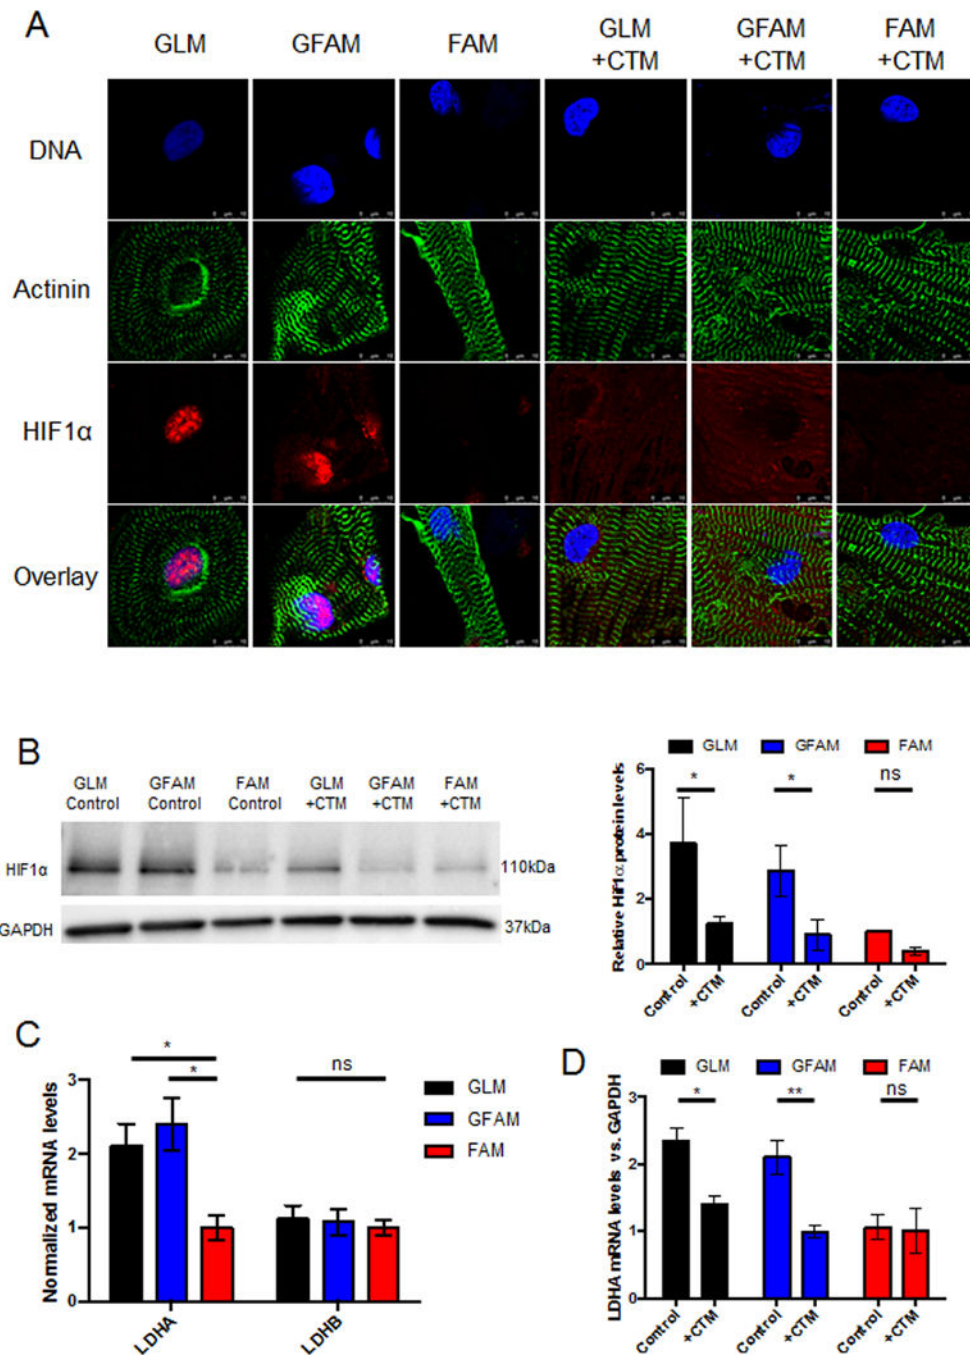 A
GLM
GFAM
FAM
GLM
+CTM
GFAM
+CTM
FAM
+CTM
DNA
Actinin
HIF1α
Overlay
B
GLM
Control
GFAM
Control
FAM
Control
GLM
+CTM
GFAM
+CTM
FAM
+CTM
HIF1α
110kDa
GAPDH
37kDa
GLM
GFAM
FAM
Relative Hif1α protein levels
6
4
2
0
*
*
ns
Control
+CTM
Control
+CTM
Control
+CTM
C
Normalized mRNA levels
3
2
1
0
*
*
ns
GLM
GFAM
FAM
LDHA
LDHB
D
GLM
GFAM
FAM
LDHA mRNA levels vs. GAPDH
3
2
1
0
*
**
ns
Control
+CTM
Control
+CTM
Control
+CTM